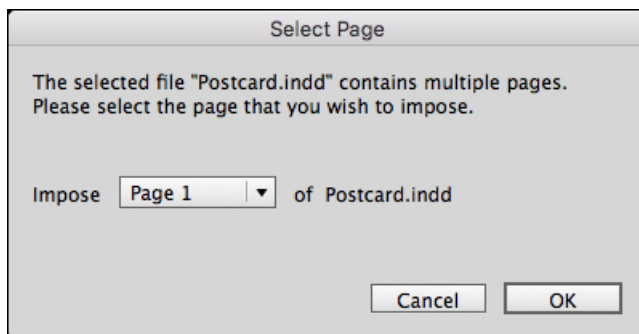 Select Page
The selected file "Postcard.indd" contains multiple pages.
Please select the page that you wish to impose.
Impose Page 1 of Postcard.indd
Cancel OK